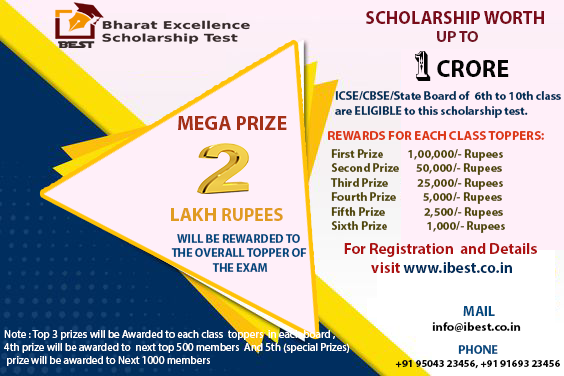 BEST
Bharat Excellence
Scholarship Test
SCHOLARSHIP WORTH
UP TO
1 CRORE
ICSE/CBSE/State Board of 6th to 10th class
are ELIGIBLE to this scholarship test.
MEGA PRIZE
2
LAKH RUPEES
WILL BE REWARDED TO
THE OVERALL TOPPER OF
THE EXAM
REWARDS FOR EACH CLASS TOPPERS:
First Prize 1,00,000/- Rupees
Second Prize 50,000/- Rupees
Third Prize 25,000/- Rupees
Fourth Prize 5,000/- Rupees
Fifth Prize 2,500/- Rupees
Sixth Prize 1,000/- Rupees
For Registration and Details
visit www.ibest.co.in
MAIL
info@ibest.co.in
PHONE
+91 95043 23456, +91 91693 23456
Note : Top 3 prizes will be Awarded to each class toppers in each board ,
4th prize will be awarded to next top 500 members And 5th (special Prizes)
prize will be awarded to Next 1000 members